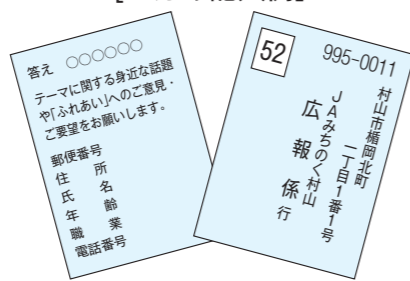 答え ○○○○○○
テーマに関する身近な話題
や「ふれあい」へのご意見・
ご要望をお願いします。
郵便番号
住 所
氏 名
年 齢
職 業
電話番号
52
995-0011
村山市楯岡北町
一丁目1番1号
JAみちのく村山
広報係 行